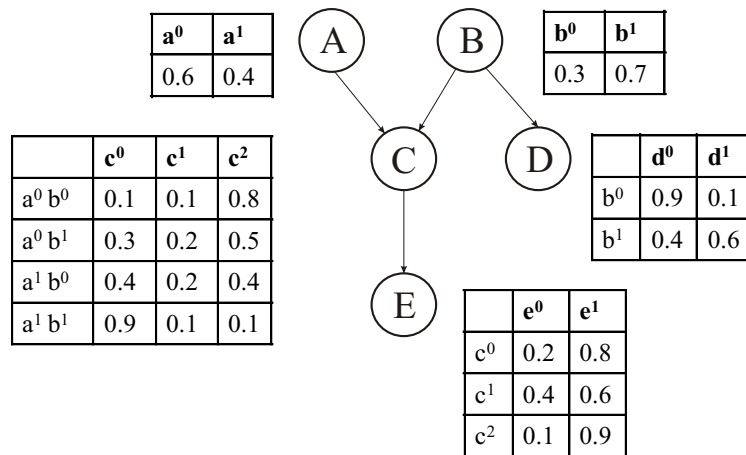 a⁰ a¹
0.6 0.4
A
B
b⁰ b¹
0.3 0.7
c⁰ c¹ c²
a⁰ b⁰ 0.1 0.1 0.8
a⁰ b¹ 0.3 0.2 0.5
a¹ b⁰ 0.4 0.2 0.4
a¹ b¹ 0.9 0.1 0.1
C
D
d⁰ d¹
b⁰ 0.9 0.1
b¹ 0.4 0.6
E
e⁰ e¹
c⁰ 0.2 0.8
c¹ 0.4 0.6
c² 0.1 0.9